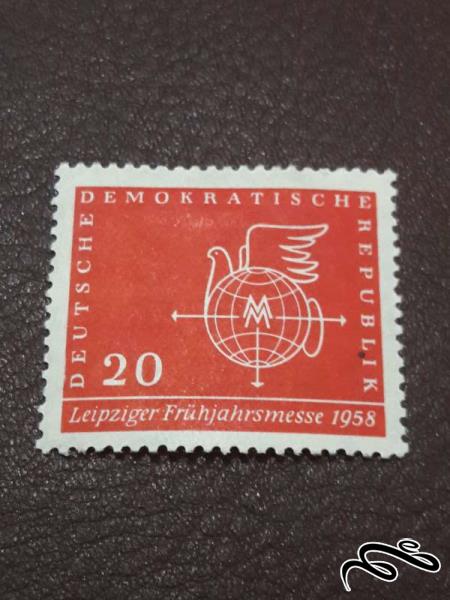 DEUTSCHE DEMOKRATISCHE REPUBLIK
MM
20
Leipziger Frühjahrsmesse 1958